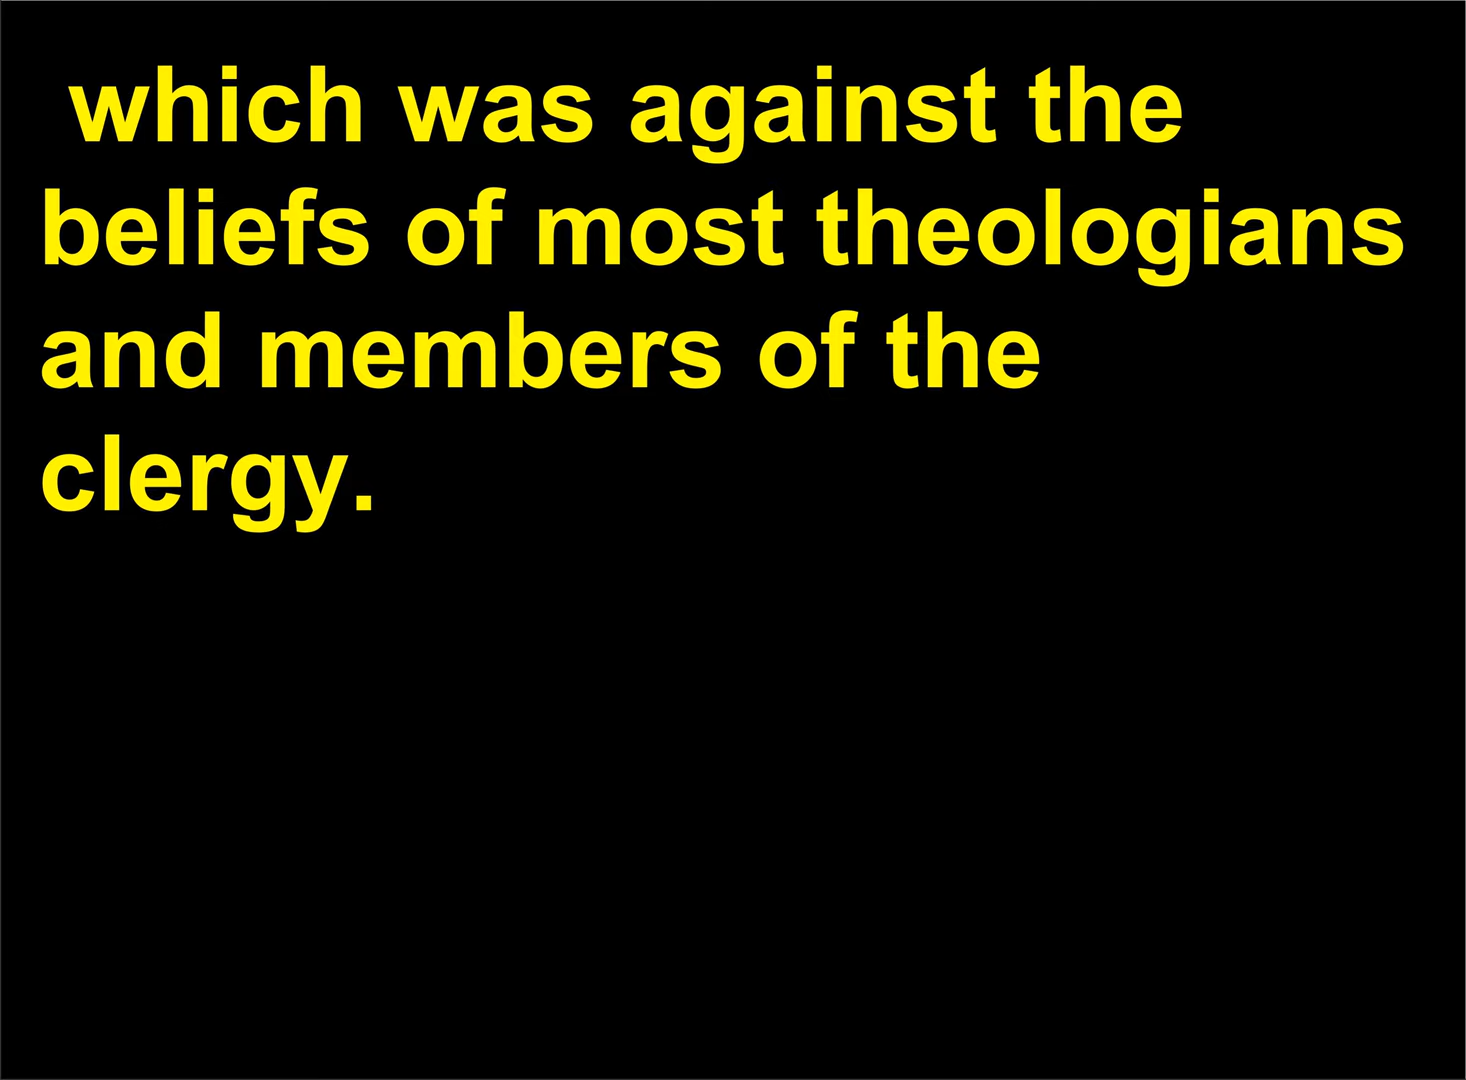 which was against the
beliefs of most theologians
and members of the
clergy.